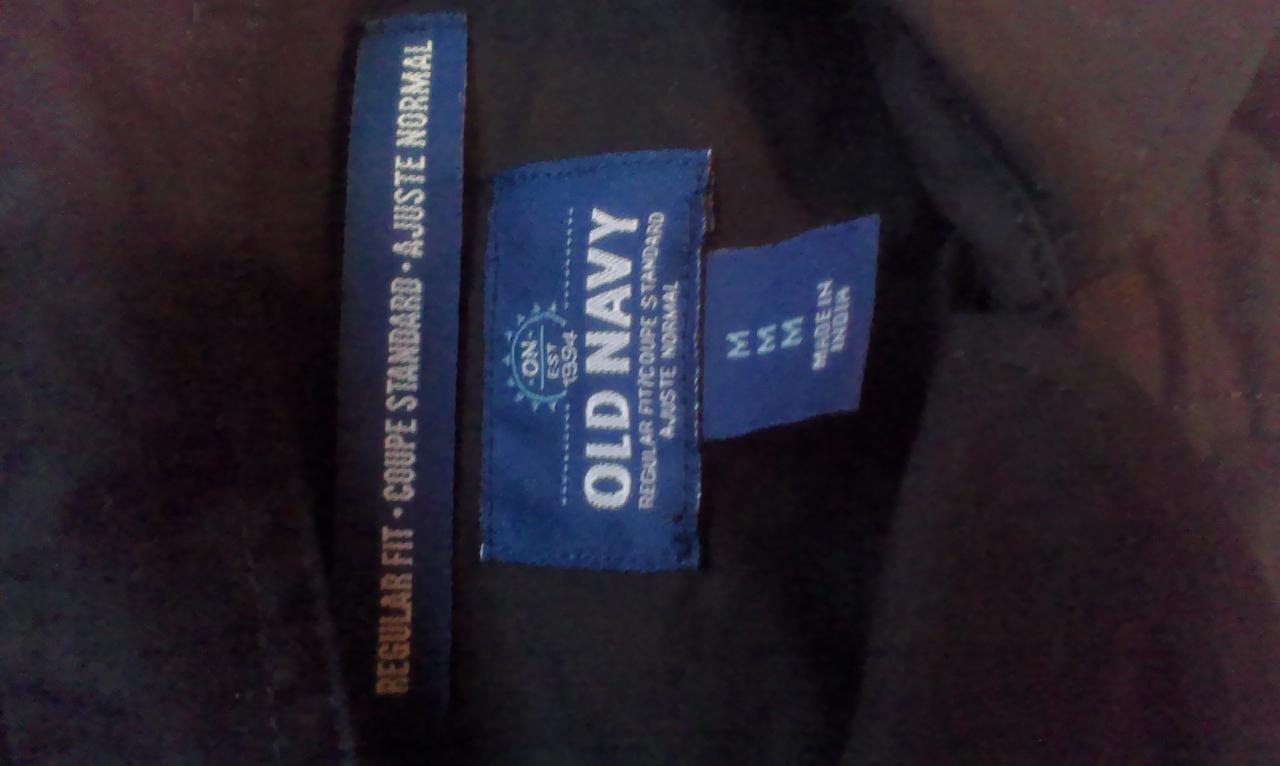 REGULAR FIT • COUPE STANDARD • AJUSTE NORMAL
•ON•
EST
1994
OLD NAVY
REGULAR FIT/COUPE STANDARD
AJUSTE NORMAL
M
M
M
MADE IN
INDIA